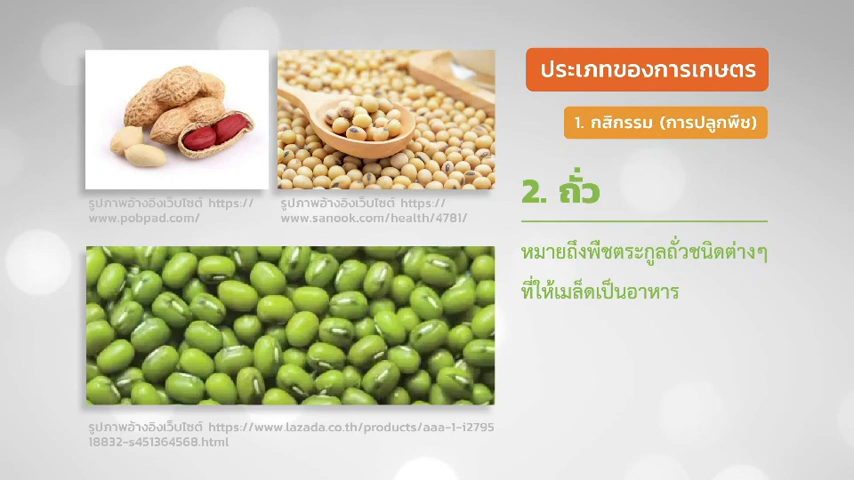 ประเภทของการเกษตร
1. กสิกรรม (การปลูกพืช)
2. ถั่ว
หมายถึงพืชตระกูลถั่วชนิดต่างๆ
ที่ให้เมล็ดเป็นอาหาร
รูปภาพอ้างอิงเว็บไซต์ https://
www.pobpad.com/
รูปภาพอ้างอิงเว็บไซต์ https://
www.sanook.com/health/4781/
รูปภาพอ้างอิงเว็บไซต์ https://www.lazada.co.th/products/aaa-1-i2795
18832-s451364568.html